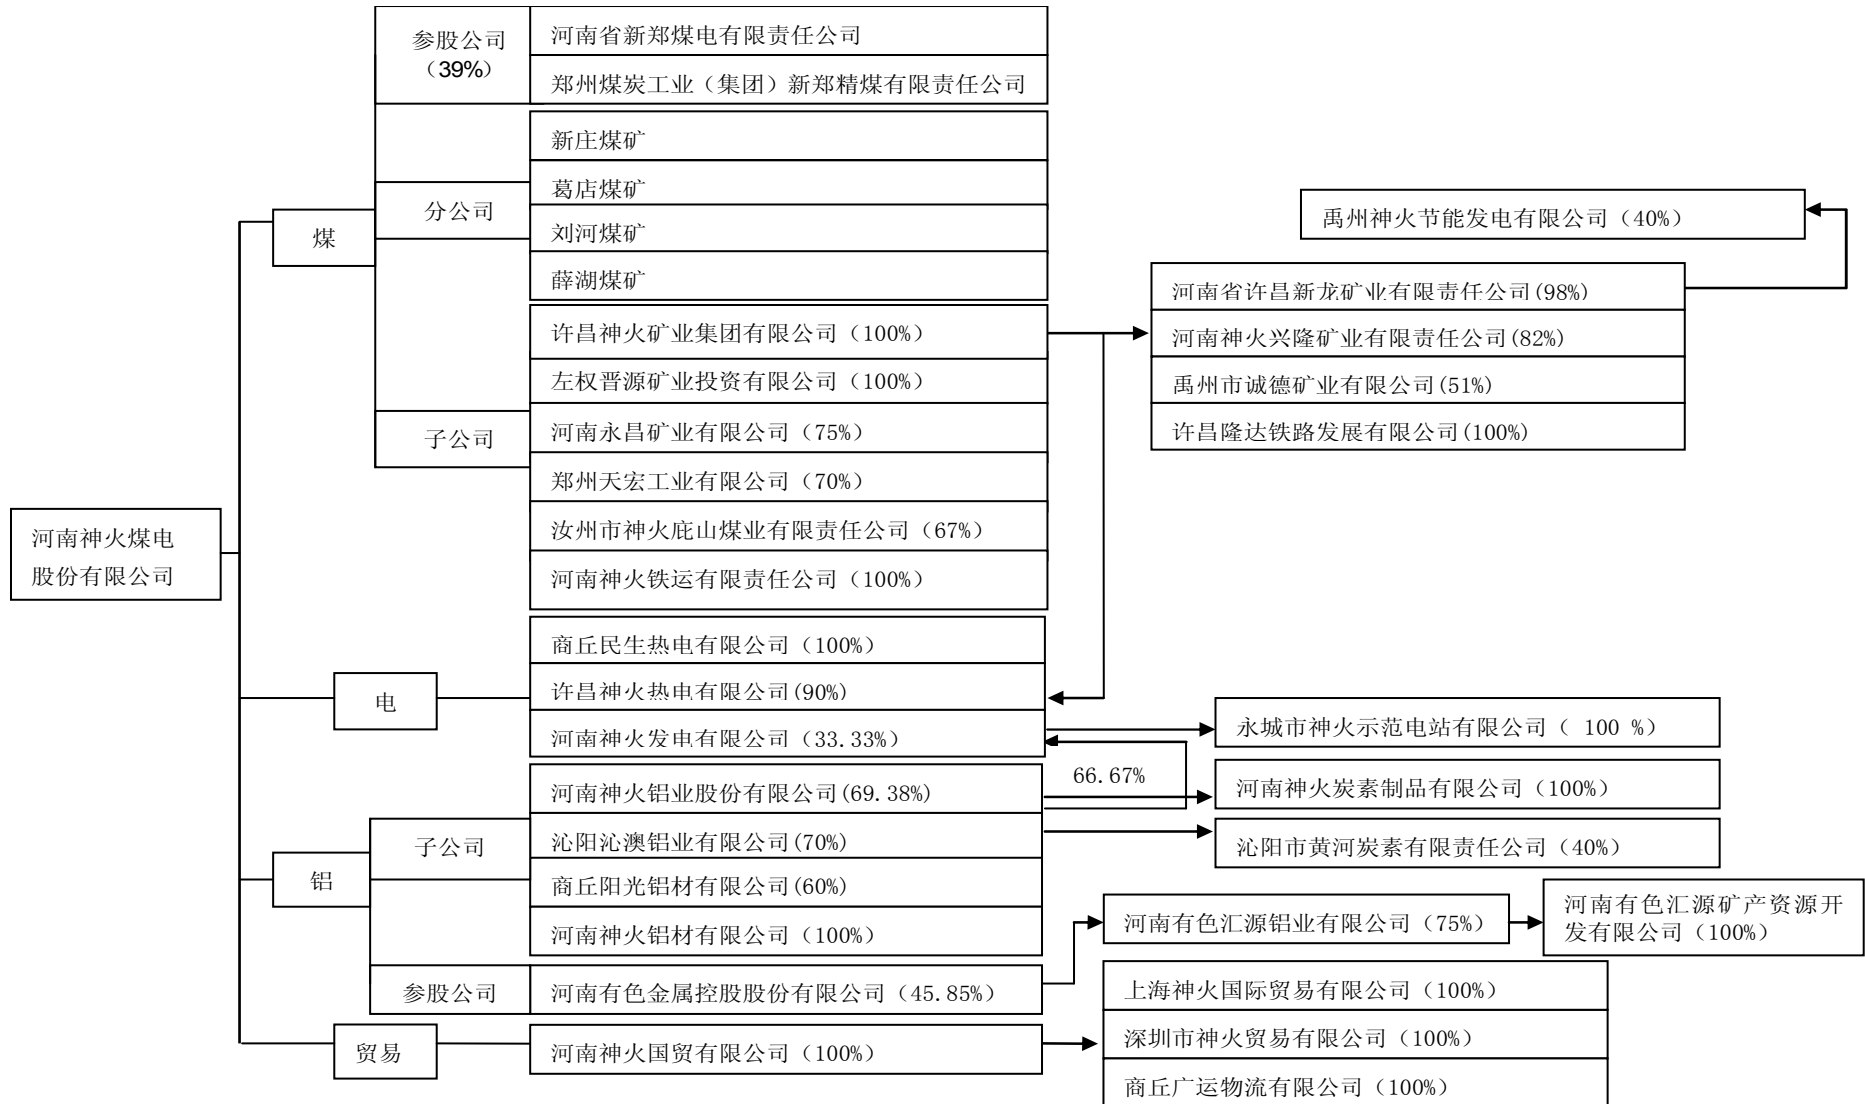 河南神火煤电
股份有限公司
煤
参股公司
（39%）
河南省新郑煤电有限责任公司
郑州煤炭工业（集团）新郑精煤有限责任公司
分公司
新庄煤矿
葛店煤矿
刘河煤矿
薛湖煤矿
子公司
许昌神火矿业集团有限公司（100%）
左权晋源矿业投资有限公司（100%）
河南永昌矿业有限公司（75%）
郑州天宏工业有限公司（70%）
汝州市神火庇山煤业有限责任公司（67%）
河南神火铁运有限责任公司（100%）
禹州神火节能发电有限公司（40%）
河南省许昌新龙矿业有限责任公司(98%)
河南神火兴隆矿业有限责任公司(82%)
禹州市诚德矿业有限公司(51%)
许昌隆达铁路发展有限公司(100%)
电
商丘民生热电有限公司（100%）
许昌神火热电有限公司(90%)
河南神火发电有限公司（33.33%）
永城市神火示范电站有限公司（ 100 %）
66.67%
铝
子公司
河南神火铝业股份有限公司(69.38%)
沁阳沁澳铝业有限公司(70%)
商丘阳光铝材有限公司(60%)
河南神火铝材有限公司（100%）
河南神火炭素制品有限公司（100%）
沁阳市黄河炭素有限责任公司（40%）
参股公司
河南有色金属控股股份有限公司（45.85%）
河南有色汇源铝业有限公司（75%）
河南有色汇源矿产资源开
发有限公司（100%）
贸易
河南神火国贸有限公司（100%）
上海神火国际贸易有限公司（100%）
深圳市神火贸易有限公司（100%）
商丘广运物流有限公司（100%）